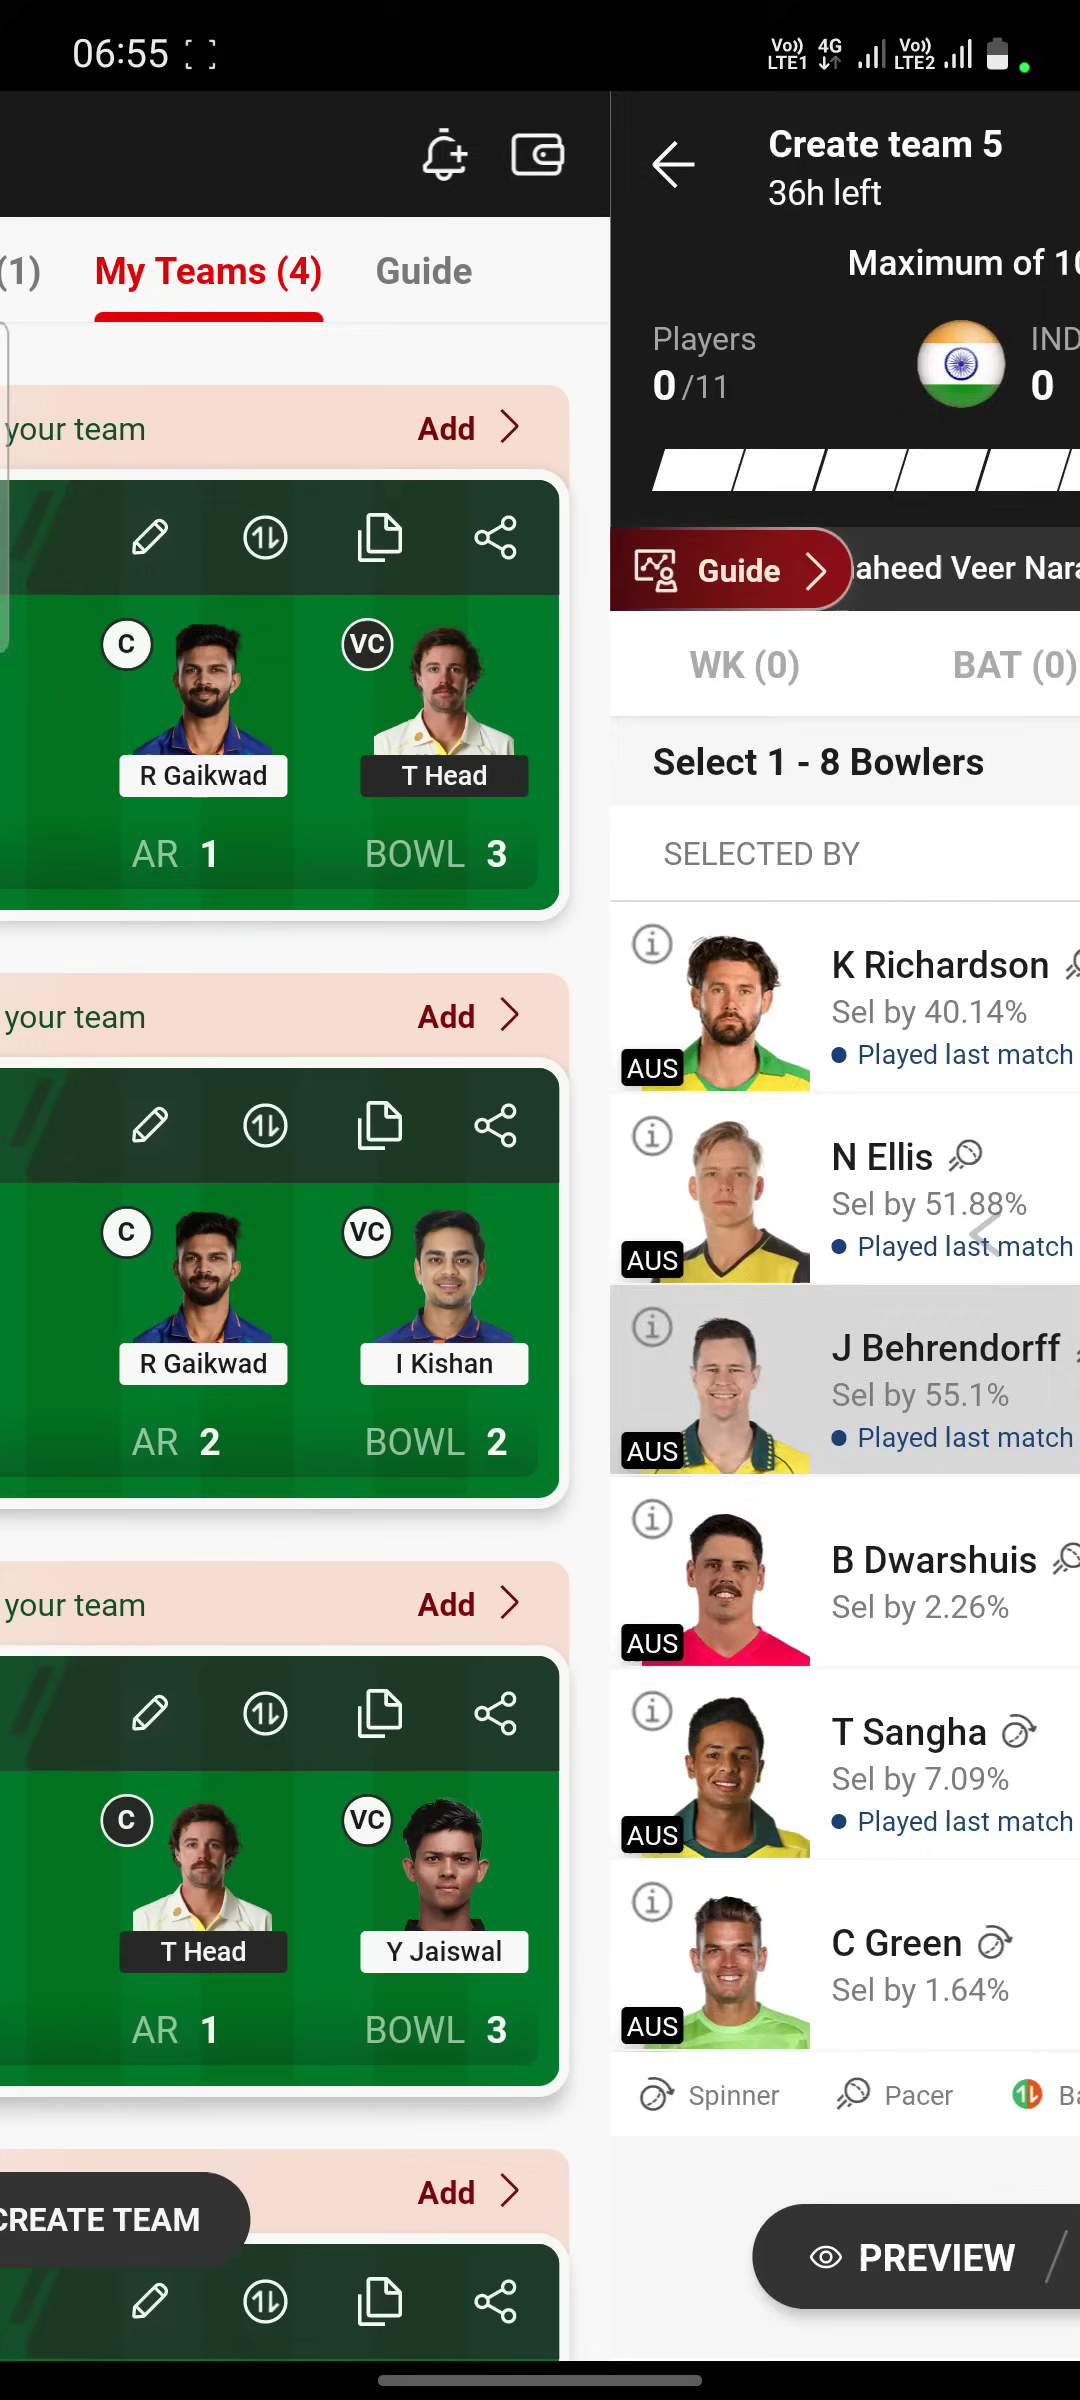 06:55
Vo)) LTE1 4G Vo)) LTE2
(1) My Teams (4) Guide
your team Add
C VC
R Gaikwad T Head
AR 1 BOWL 3
your team Add
C VC
R Gaikwad I Kishan
AR 2 BOWL 2
your team Add
C VC
T Head Y Jaiswal
AR 1 BOWL 3
Add
CREATE TEAM
Create team 5
36h left
Maximum of 10
Players
0/11
IND
0
Guide
aheed Veer Nara
WK (0) BAT (0)
Select 1 - 8 Bowlers
SELECTED BY
K Richardson
Sel by 40.14%
Played last match
AUS
N Ellis
Sel by 51.88%
Played last match
AUS
J Behrendorff
Sel by 55.1%
Played last match
AUS
B Dwarshuis
Sel by 2.26%
AUS
T Sangha
Sel by 7.09%
Played last match
AUS
C Green
Sel by 1.64%
AUS
Spinner Pacer Ba
PREVIEW